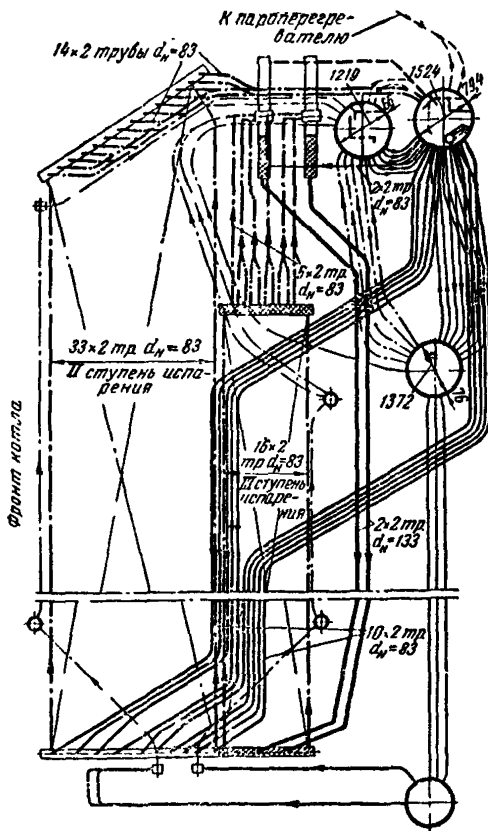 К пароперегре-
вателю
14×2 трубы dн=83
1219
1524
2×2 тр.
dн=83
5×2 тр
dн=83
33×2 тр. dн=83
II ступень испа-
рения
1372
16
Фронт котла
16×2
тр dн=83
III ступень
испаре-
ния
2×2 тр.
dн=133
10×2 тр.
dн=83